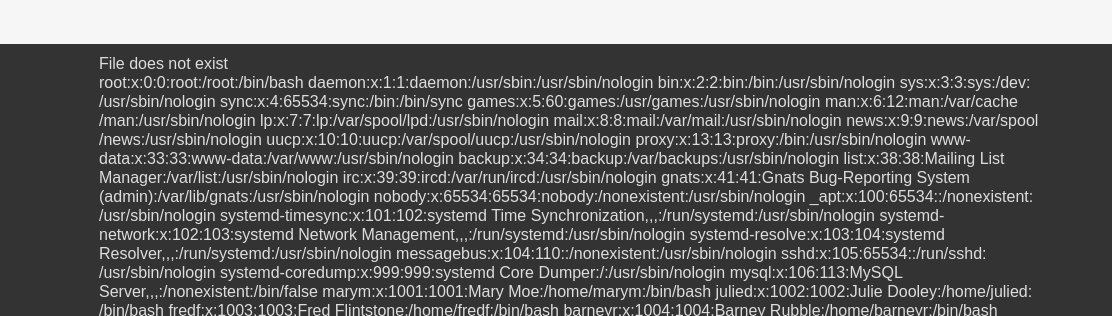 File does not exist
root:x:0:0:root:/root:/bin/bash daemon:x:1:1:daemon:/usr/sbin:/usr/sbin/nologin bin:x:2:2:bin:/bin:/usr/sbin/nologin sys:x:3:3:sys:/dev:
/usr/sbin/nologin sync:x:4:65534:sync:/bin:/bin/sync games:x:5:60:games:/usr/games:/usr/sbin/nologin man:x:6:12:man:/var/cache
/man:/usr/sbin/nologin lp:x:7:7:lp:/var/spool/lpd:/usr/sbin/nologin mail:x:8:8:mail:/var/mail:/usr/sbin/nologin news:x:9:9:news:/var/spool
/news:/usr/sbin/nologin uucp:x:10:10:uucp:/var/spool/uucp:/usr/sbin/nologin proxy:x:13:13:proxy:/bin:/usr/sbin/nologin www-
data:x:33:33:www-data:/var/www:/usr/sbin/nologin backup:x:34:34:backup:/var/backups:/usr/sbin/nologin list:x:38:38:Mailing List
Manager:/var/list:/usr/sbin/nologin irc:x:39:39:ircd:/var/run/ircd:/usr/sbin/nologin gnats:x:41:41:Gnats Bug-Reporting System
(admin):/var/lib/gnats:/usr/sbin/nologin nobody:x:65534:65534:nobody:/nonexistent:/usr/sbin/nologin _apt:x:100:65534::/nonexistent:
/usr/sbin/nologin systemd-timesync:x:101:102:systemd Time Synchronization,,,:/run/systemd:/usr/sbin/nologin systemd-
network:x:102:103:systemd Network Management,,,:/run/systemd:/usr/sbin/nologin systemd-resolve:x:103:104:systemd
Resolver,,,:/run/systemd:/usr/sbin/nologin messagebus:x:104:110::/nonexistent:/usr/sbin/nologin sshd:x:105:65534::/run/sshd:
/usr/sbin/nologin systemd-coredump:x:999:999:systemd Core Dumper:/:/usr/sbin/nologin mysql:x:106:113:MySQL
Server,,,:/nonexistent:/bin/false marym:x:1001:1001:Mary Moe:/home/marym:/bin/bash julied:x:1002:1002:Julie Dooley:/home/julied:
/bin/bash fredf:x:1003:1003:Fred Flintstone:/home/fredf:/bin/bash barneyr:x:1004:1004:Barney Rubble:/home/barneyr:/bin/bash